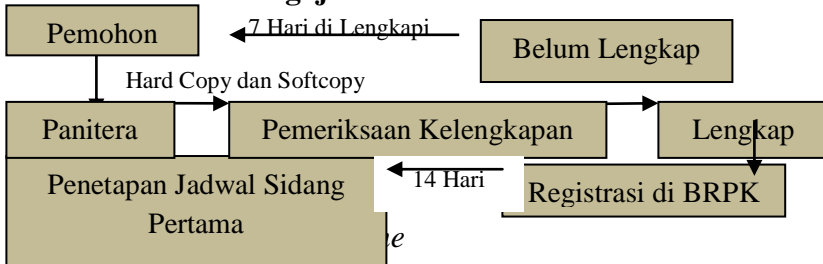 Pemohon
7 Hari di Lengkapi
Belum Lengkap
Hard Copy dan Softcopy
Panitera
Pemeriksaan Kelengkapan
Lengkap
Penetapan Jadwal Sidang
Pertama
14 Hari
Registrasi di BRPK